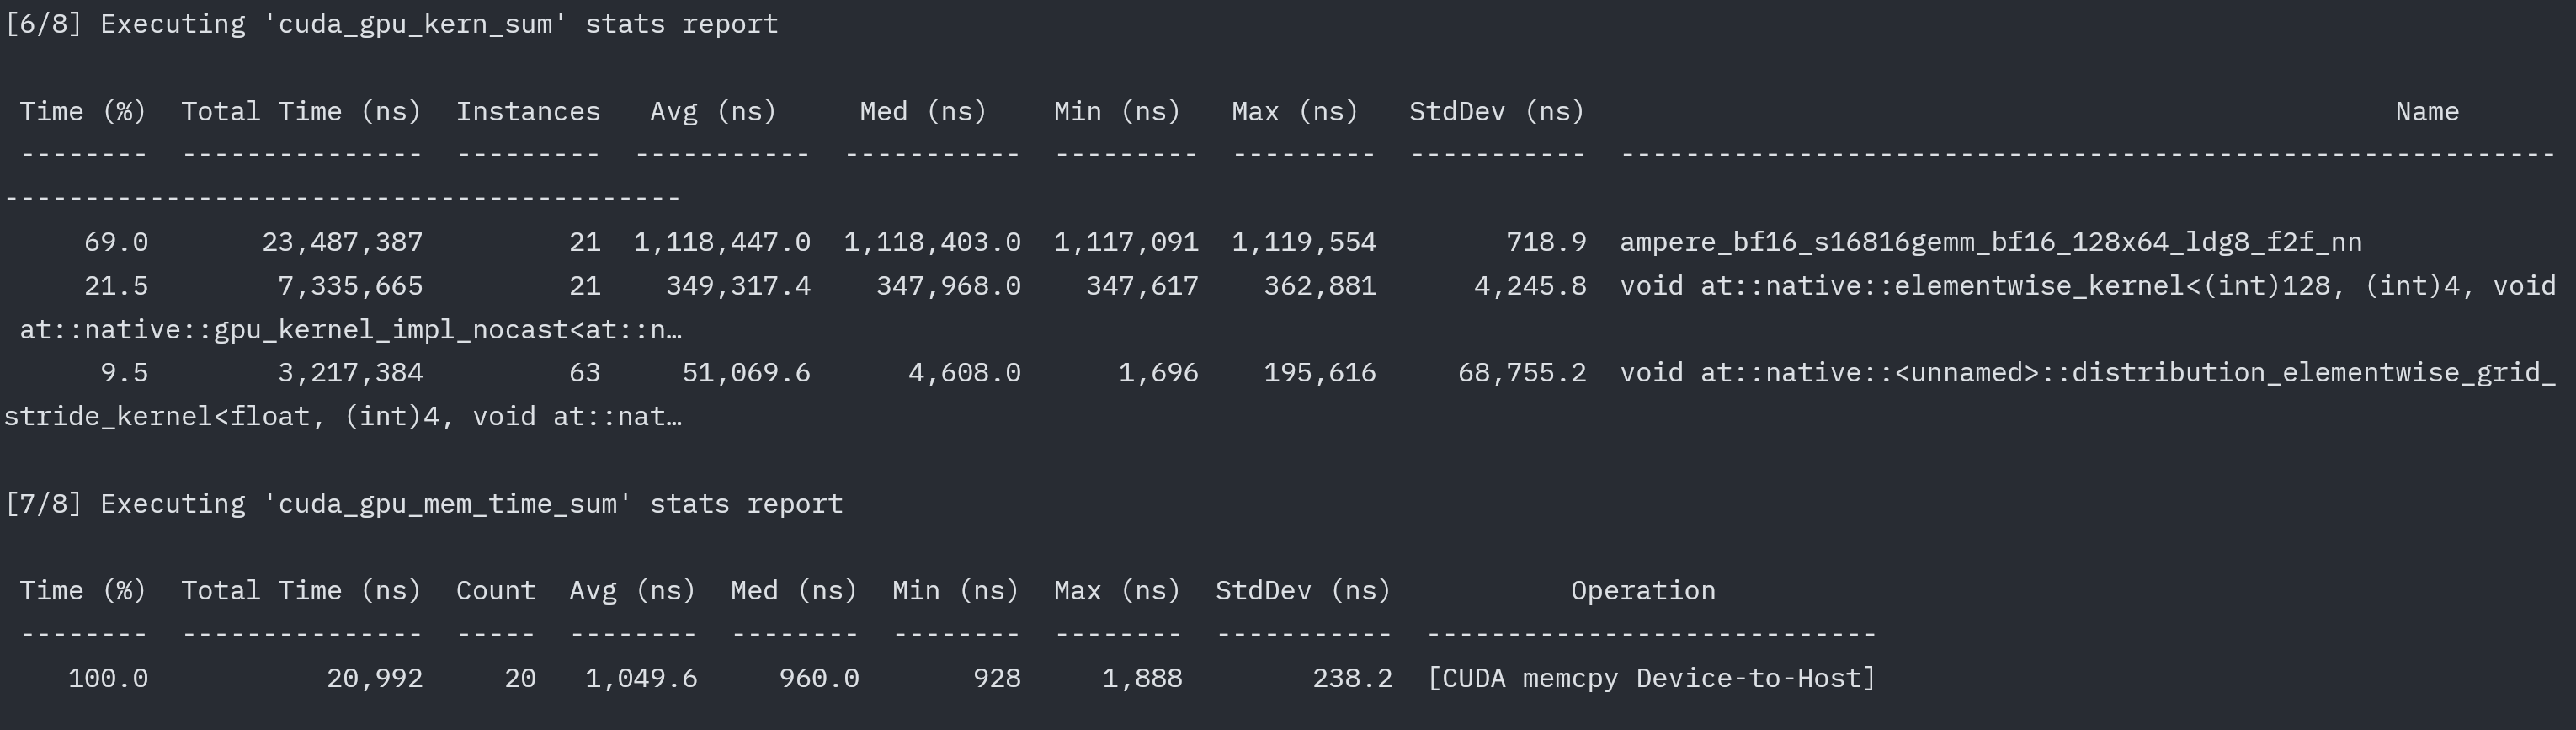 [6/8] Executing 'cuda_gpu_kern_sum' stats report
Time (%)  Total Time (ns)  Instances   Avg (ns)     Med (ns)    Min (ns)   Max (ns)   StdDev (ns)                                                  Name
--------  ---------------  ---------  -----------  -----------  ---------  ---------  -----------  ----------------------------------------------------------
------------------------------------------
69.0       23,487,387         21  1,118,447.0  1,118,403.0  1,117,091  1,119,554        718.9  ampere_bf16_s16816gemm_bf16_128x64_ldg8_f2f_nn
21.5        7,335,665         21    349,317.4    347,968.0    347,617    362,881      4,245.8  void at::native::elementwise_kernel<(int)128, (int)4, void
at::native::gpu_kernel_impl_nocast<at::n…
9.5        3,217,384         63     51,069.6      4,608.0      1,696    195,616     68,755.2  void at::native::<unnamed>::distribution_elementwise_grid_
stride_kernel<float, (int)4, void at::nat…
[7/8] Executing 'cuda_gpu_mem_time_sum' stats report
Time (%)  Total Time (ns)  Count  Avg (ns)  Med (ns)  Min (ns)  Max (ns)  StdDev (ns)           Operation
--------  ---------------  -----  --------  --------  --------  --------  -----------  ----------------------------
100.0           20,992     20   1,049.6     960.0       928     1,888        238.2  [CUDA memcpy Device-to-Host]